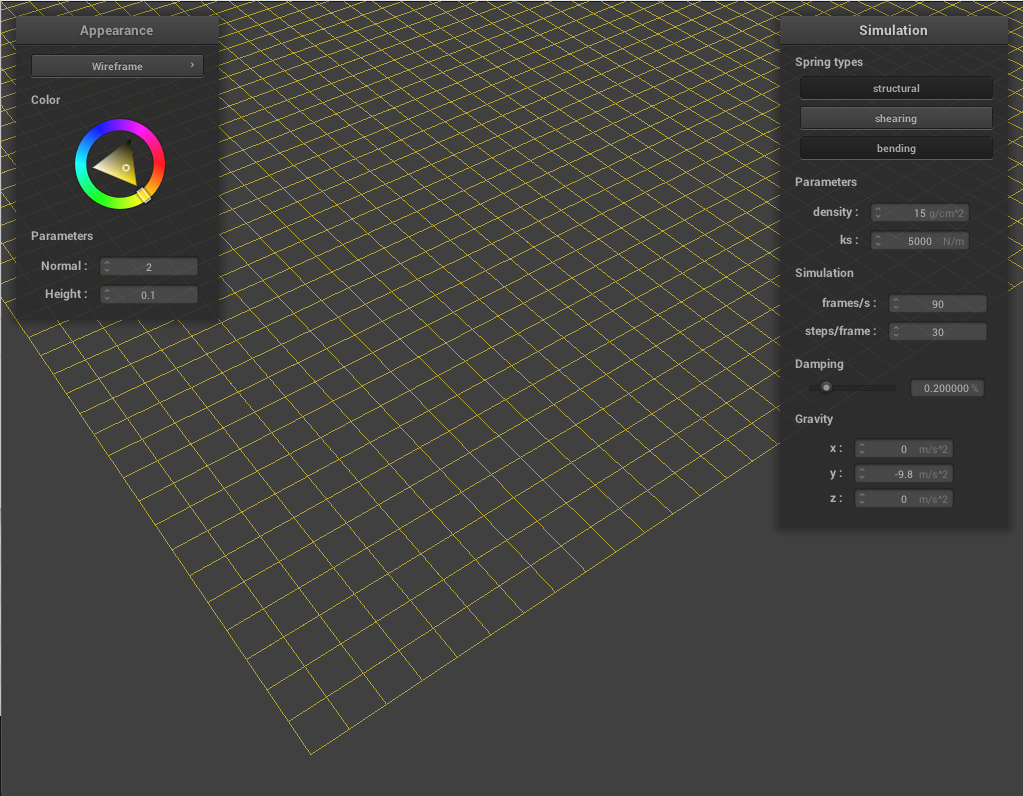 Appearance
Wireframe ›
Color
Parameters
Normal : 2
Height : 0.1
Simulation
Spring types
structural
shearing
bending
Parameters
density : 15 g/cm^2
ks : 5000 N/m
Simulation
frames/s : 90
steps/frame : 30
Damping
0.200000 %
Gravity
x : 0 m/s^2
y : -9.8 m/s^2
z : 0 m/s^2